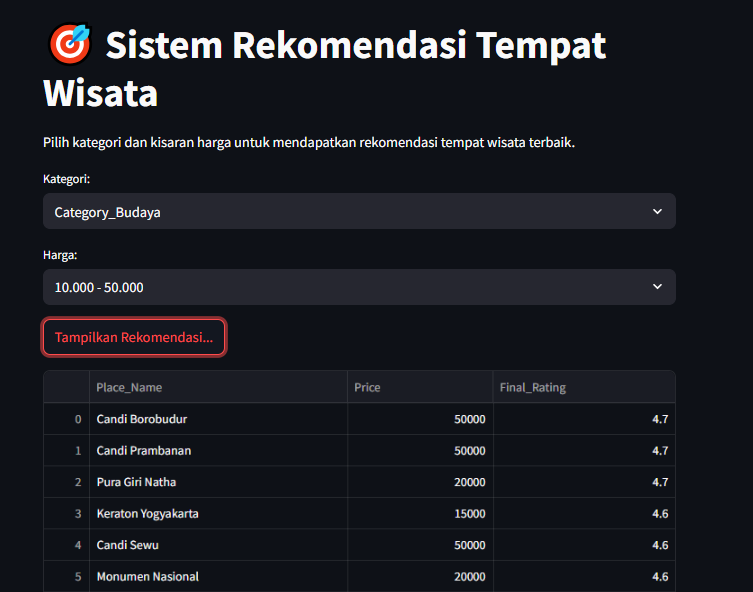 Sistem Rekomendasi Tempat
Wisata
Pilih kategori dan kisaran harga untuk mendapatkan rekomendasi tempat wisata terbaik.
Kategori:
Category_Budaya
Harga:
10.000 - 50.000
Tampilkan Rekomendasi...
Place_Name Price Final_Rating
0 Candi Borobudur 50000 4.7
1 Candi Prambanan 50000 4.7
2 Pura Giri Natha 20000 4.7
3 Keraton Yogyakarta 15000 4.6
4 Candi Sewu 50000 4.6
5 Monumen Nasional 20000 4.6